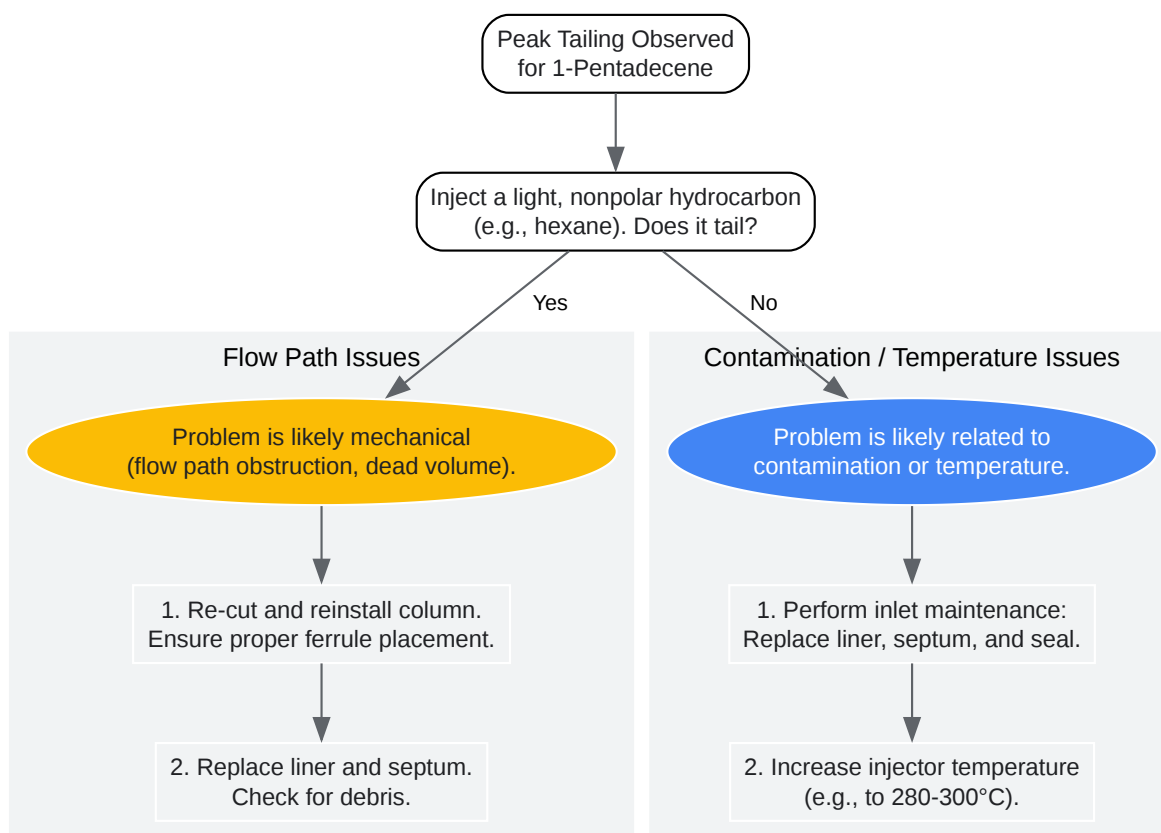 Peak Tailing Observed
for 1-Pentadecene
Inject a light, nonpolar hydrocarbon
(e.g., hexane). Does it tail?
Yes
No
Flow Path Issues
Problem is likely mechanical
(flow path obstruction, dead volume).
1. Re-cut and reinstall column.
Ensure proper ferrule placement.
2. Replace liner and septum.
Check for debris.
Contamination / Temperature Issues
Problem is likely related to
contamination or temperature.
1. Perform inlet maintenance:
Replace liner, septum, and seal.
2. Increase injector temperature
(e.g., to 280-300°C).